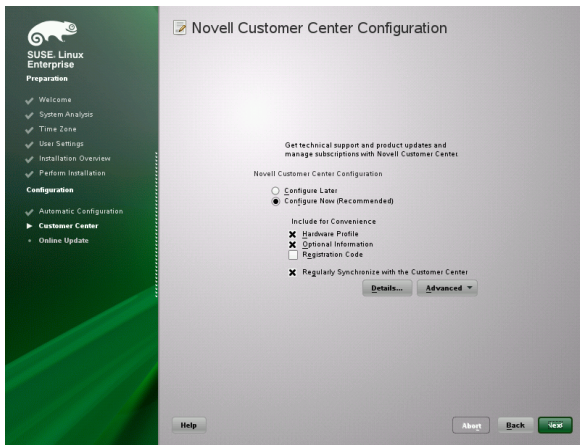 SUSE. Linux
Enterprise
Preparation
Welcome
System Analysis
Time Zone
User Settings
Installation Overview
Perform Installation
Configuration
Automatic Configuration
Customer Center
Online Update
Novell Customer Center Configuration
Get technical support and product updates and
manage subscriptions with Novell Customer Center.
Novell Customer Center Configuration
Configure Later
Configure Now (Recommended)
Include for Convenience
Hardware Profile
Optional Information
Registration Code
Regularly Synchronize with the Customer Center
Details... Advanced
Help Abort Back Next